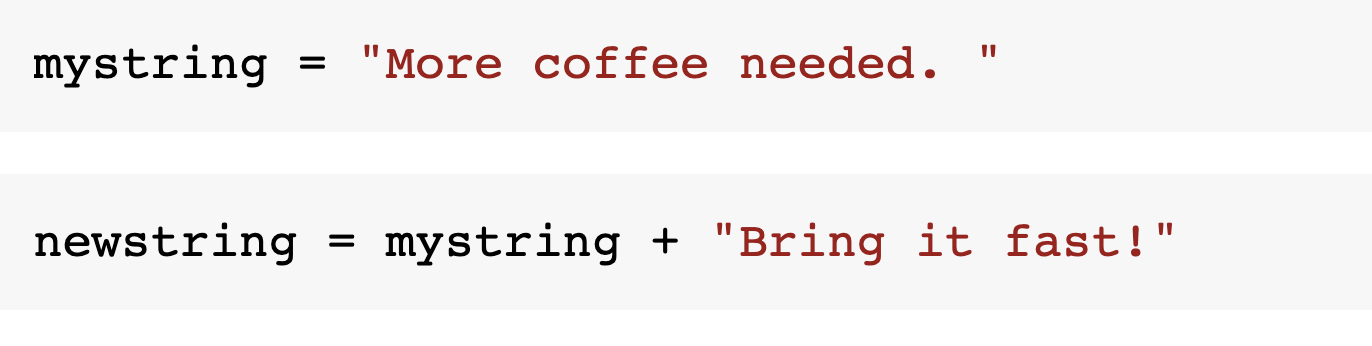 mystring = "More coffee needed. "
newstring = mystring + "Bring it fast!"